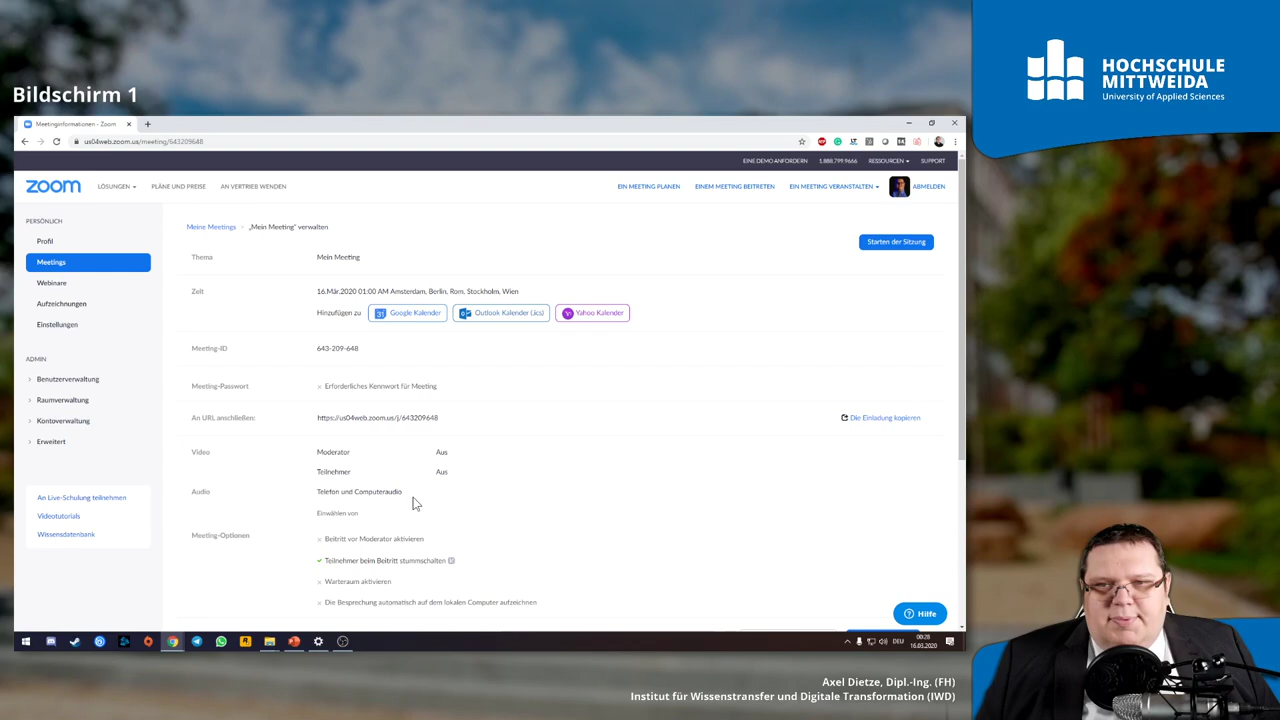 HOCHSCHULE
MITTWEIDA
University of Applied Sciences
Bildschirm 1
Meetinginformationen - Zoom
us04web.zoom.us/meeting/643209648
EINE DEMO ANFORDERN 1.888.799.9666 RESSOURCEN SUPPORT
zoom LÖSUNGEN PLÄNE UND PREISE AN VERTRIEB WENDEN EIN MEETING PLANEN EINEM MEETING BEITRETEN EIN MEETING VERANSTALTEN ABMELDEN
PERSÖNLICH
Profil
Meetings
Webinare
Aufzeichnungen
Einstellungen
ADMIN
Benutzerverwaltung
Raumverwaltung
Kontoverwaltung
Erweitert
An Live-Schulung teilnehmen
Videotutorials
Wissensdatenbank
Meine Meetings > „Mein Meeting“ verwalten
Starten der Sitzung
Thema Mein Meeting
Zeit 16.Mär.2020 01:00 AM Amsterdam, Berlin, Rom, Stockholm, Wien
Hinzufügen zu Google Kalender Outlook Kalender (.ics) Yahoo Kalender
Meeting-ID 643-209-648
Meeting-Passwort × Erforderliches Kennwort für Meeting
An URL anschließen: https://us04web.zoom.us/j/643209648 Die Einladung kopieren
Video Moderator Aus
Teilnehmer Aus
Audio Telefon und Computeraudio
Einwählen von
Meeting-Optionen × Beitritt vor Moderator aktivieren
✓ Teilnehmer beim Beitritt stummschalten
× Warteraum aktivieren
× Die Besprechung automatisch auf dem lokalen Computer aufzeichnen
Hilfe
DEU 00:28
16.03.2020
Axel Dietze, Dipl.-Ing. (FH)
Institut für Wissenstransfer und Digitale Transformation (IWD)